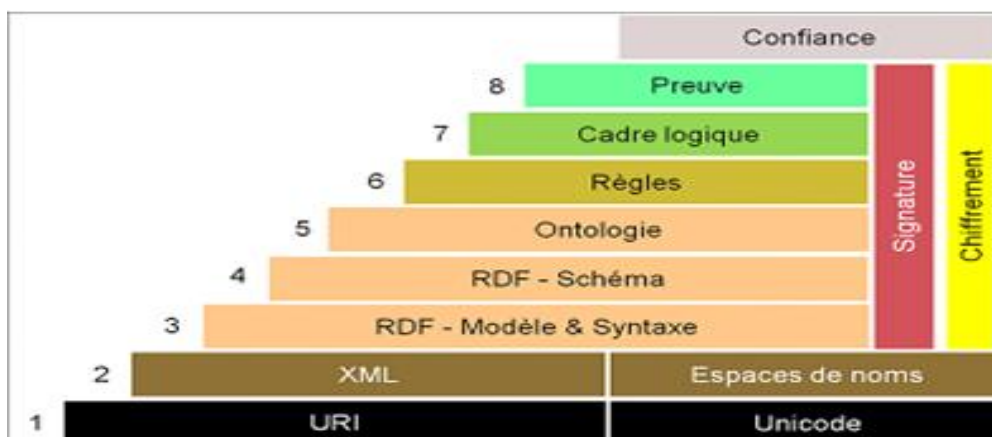 Confiance
8 Preuve
7 Cadre logique
6 Règles
5 Ontologie
4 RDF - Schéma
3 RDF - Modèle & Syntaxe
Signature
Chiffrement
2 XML Espaces de noms
1 URI Unicode